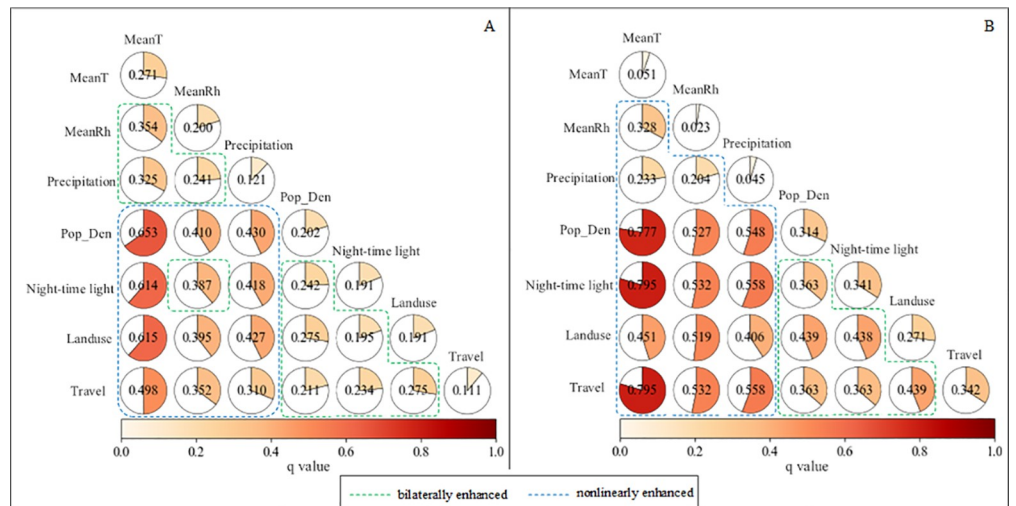 A
MeanT
MeanT 0.271
MeanRh
MeanRh 0.354 0.200
Precipitation
Precipitation 0.325 0.241 0.121
Pop_Den
Pop_Den 0.653 0.410 0.430 0.202
Night-time light
Night-time light 0.614 0.387 0.418 0.242 0.191
Landuse
Landuse 0.615 0.395 0.427 0.275 0.195 0.191
Travel
Travel 0.498 0.352 0.310 0.211 0.234 0.275 0.111
0.0 0.2 0.4 0.6 0.8 1.0
q value
B
MeanT
MeanT 0.051
MeanRh
MeanRh 0.328 0.023
Precipitation
Precipitation 0.233 0.204 0.045
Pop_Den
Pop_Den 0.777 0.527 0.548 0.314
Night-time light
Night-time light 0.795 0.532 0.558 0.363 0.341
Landuse
Landuse 0.451 0.519 0.406 0.439 0.438 0.271
Travel
Travel 0.795 0.532 0.558 0.363 0.363 0.439 0.342
0.0 0.2 0.4 0.6 0.8 1.0
q value
bilaterally enhanced nonlinearly enhanced